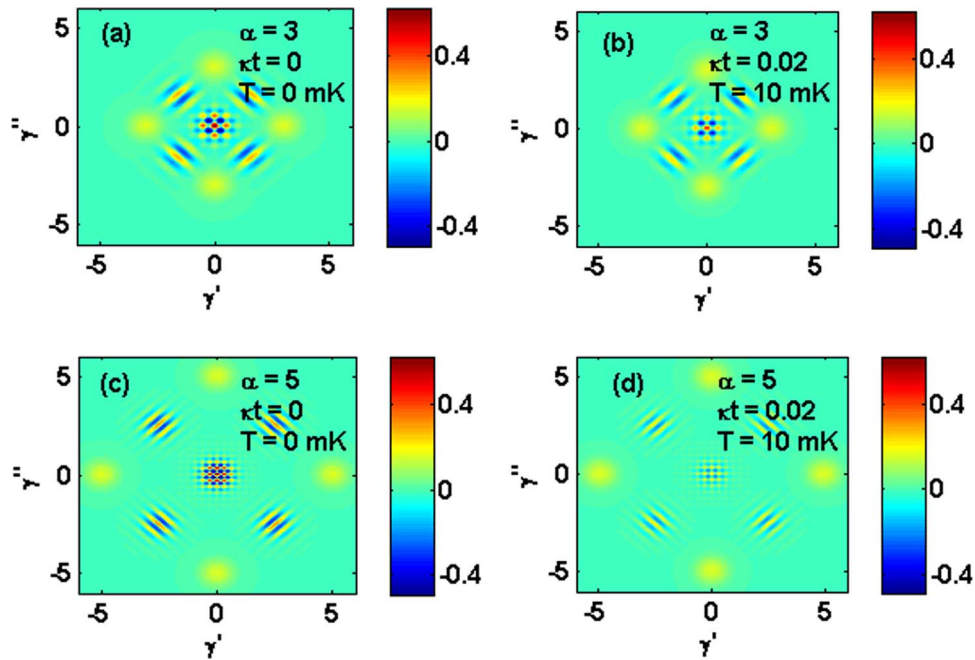 (a)
α = 3
κt = 0
T = 0 mK
5
0
-5
γ''
-5 0 5
γ'
0.4
0
-0.4
(b)
α = 3
κt = 0.02
T = 10 mK
5
0
-5
γ''
-5 0 5
γ'
0.4
0
-0.4
(c)
α = 5
κt = 0
T = 0 mK
5
0
-5
γ''
-5 0 5
γ'
0.4
0
-0.4
(d)
α = 5
κt = 0.02
T = 10 mK
5
0
-5
γ''
-5 0 5
γ'
0.4
0
-0.4